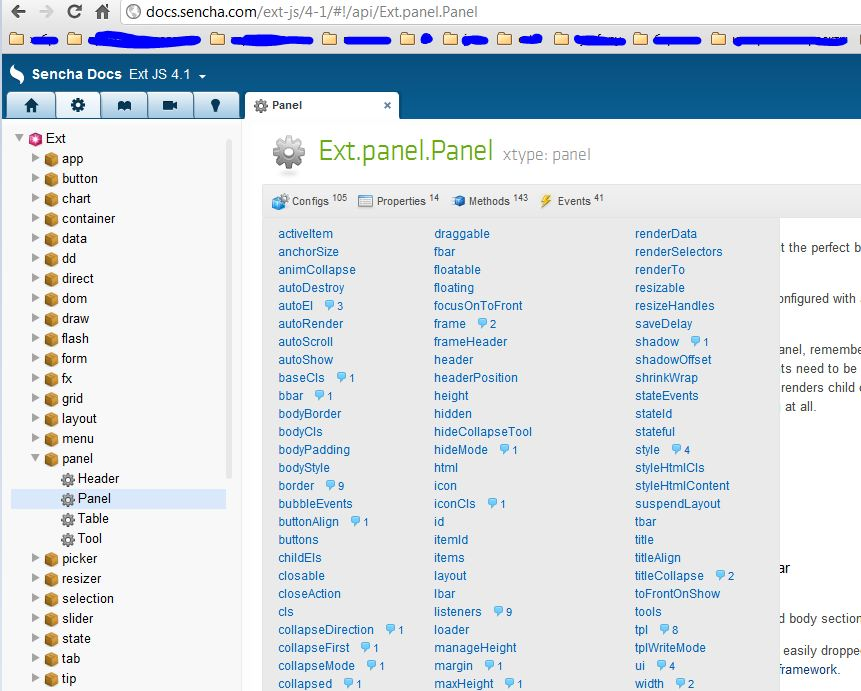 docs.sencha.com/ext-js/4-1/#!/api/Ext.panel.Panel
Sencha Docs Ext JS 4.1
Panel ×
Ext
app
button
chart
container
data
dd
direct
dom
draw
flash
form
fx
grid
layout
menu
panel
Header
Panel
Table
Tool
picker
resizer
selection
slider
state
tab
tip
Ext.panel.Panel xtype: panel
Configs 105 Properties 14 Methods 143 Events 41
activeItem
anchorSize
animCollapse
autoDestroy
autoEl 3
autoRender
autoScroll
autoShow
baseCls 1
bbar 1
bodyBorder
bodyCls
bodyPadding
bodyStyle
border 9
bubbleEvents
buttonAlign 1
buttons
childEls
closable
closeAction
cls
collapseDirection 1
collapseFirst 1
collapseMode 1
collapsed 1
draggable
fbar
floatable
floating
focusOnToFront
frame 2
frameHeader
header
headerPosition
height
hidden
hideCollapseTool
hideMode 1
html
icon
iconCls 1
id
itemId
items
layout
lbar
listeners 9
loader
manageHeight
margin 1
maxHeight 1
renderData
renderSelectors
renderTo
resizable
resizeHandles
saveDelay
shadow 1
shadowOffset
shrinkWrap
stateEvents
stateId
stateful
style 4
styleHtmlCls
styleHtmlContent
suspendLayout
tbar
title
titleAlign
titleCollapse 2
toFrontOnShow
tools
tpl 8
tplWriteMode
ui 4
width 2
t the perfect b
onfigured with
anel, remembe
ts need to be
renders child
at all.
ar
d body section
easily droppe
framework.